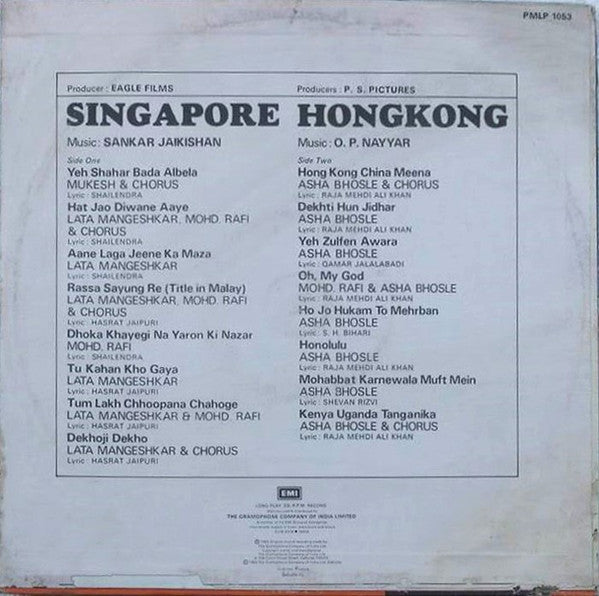 PMLP 1053
Producer : EAGLE FILMS
SINGAPORE
Music : SANKAR JAIKISHAN
Side One
Yeh Shahar Bada Albela
MUKESH & CHORUS
Lyric : SHAILENDRA
Hat Jao Diwane Aaye
LATA MANGESHKAR, MOHD. RAFI
& CHORUS
Lyric : SHAILENDRA
Aane Laga Jeene Ka Maza
LATA MANGESHKAR
Lyric : SHAILENDRA
Rassa Sayung Re (Title in Malay)
LATA MANGESHKAR, MOHD. RAFI
& CHORUS
Lyric : HASRAT JAIPURI
Dhoka Khayegi Na Yaron Ki Nazar
MOHD. RAFI
Lyric : SHAILENDRA
Tu Kahan Kho Gaya
LATA MANGESHKAR
Lyric : HASRAT JAIPURI
Tum Lakh Chhoopana Chahoge
LATA MANGESHKAR & MOHD. RAFI
Lyric : HASRAT JAIPURI
Dekhoji Dekho
LATA MANGESHKAR & CHORUS
Lyric : HASRAT JAIPURI
Producers : P. S. PICTURES
HONGKONG
Music : O. P. NAYYAR
Side Two
Hong Kong China Meena
ASHA BHOSLE & CHORUS
Lyric : RAJA MEHDI ALI KHAN
Dekhti Hun Jidhar
ASHA BHOSLE
Lyric : RAJA MEHDI ALI KHAN
Yeh Zulfen Awara
ASHA BHOSLE
Lyric : QAMAR JALALABADI
Oh, My God
MOHD. RAFI & ASHA BHOSLE
Lyric : RAJA MEHDI ALI KHAN
Ho Jo Hukam To Mehrban
ASHA BHOSLE
Lyric : S. H. BIHARI
Honolulu
ASHA BHOSLE
Lyric : RAJA MEHDI ALI KHAN
Mohabbat Karnewala Muft Mein
ASHA BHOSLE
Lyric : SHEVAN RIZVI
Kenya Uganda Tanganika
ASHA BHOSLE & CHORUS
Lyric : RAJA MEHDI ALI KHAN
EMI
LONG PLAY 33⅓ R.P.M. RECORD
THE GRAMOPHONE COMPANY OF INDIA LIMITED